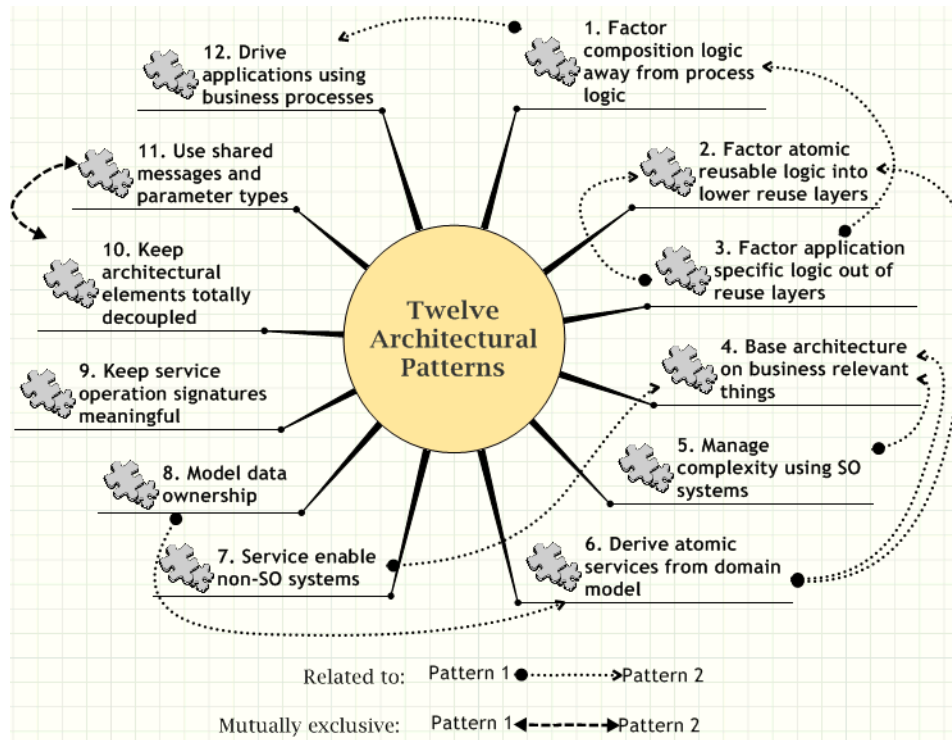 Twelve
Architectural
Patterns
1. Factor
composition logic
away from process
logic
2. Factor atomic
reusable logic into
lower reuse layers
3. Factor application
specific logic out of
reuse layers
4. Base architecture
on business relevant
things
5. Manage
complexity using SO
systems
6. Derive atomic
services from domain
model
7. Service enable
non-SO systems
8. Model data
ownership
9. Keep service
operation signatures
meaningful
10. Keep
architectural
elements totally
decoupled
11. Use shared
messages and
parameter types
12. Drive
applications using
business processes
Related to: Pattern 1 Pattern 2
Mutually exclusive: Pattern 1 Pattern 2